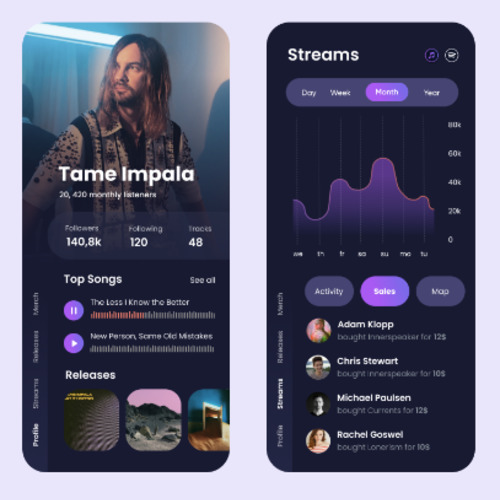 Tame Impala
20, 420 monthly listeners
Followers Following Tracks
140,8k 120 48
Top Songs See all
The Less I Know the Better
New Person, Same Old Mistakes
Releases
Merch
Releases
Streams
Profile
Streams
Day Week Month Year
80k
60k
40k
20k
0
we th fr sa su mo tu
Activity Sales Map
Adam Klopp
bought Innerspeaker for 12$
Chris Stewart
bought Innerspeaker for 10$
Michael Paulsen
bought Currents for 12$
Rachel Goswel
bought Lonerism for 10$
Merch
Releases
Streams
Profile